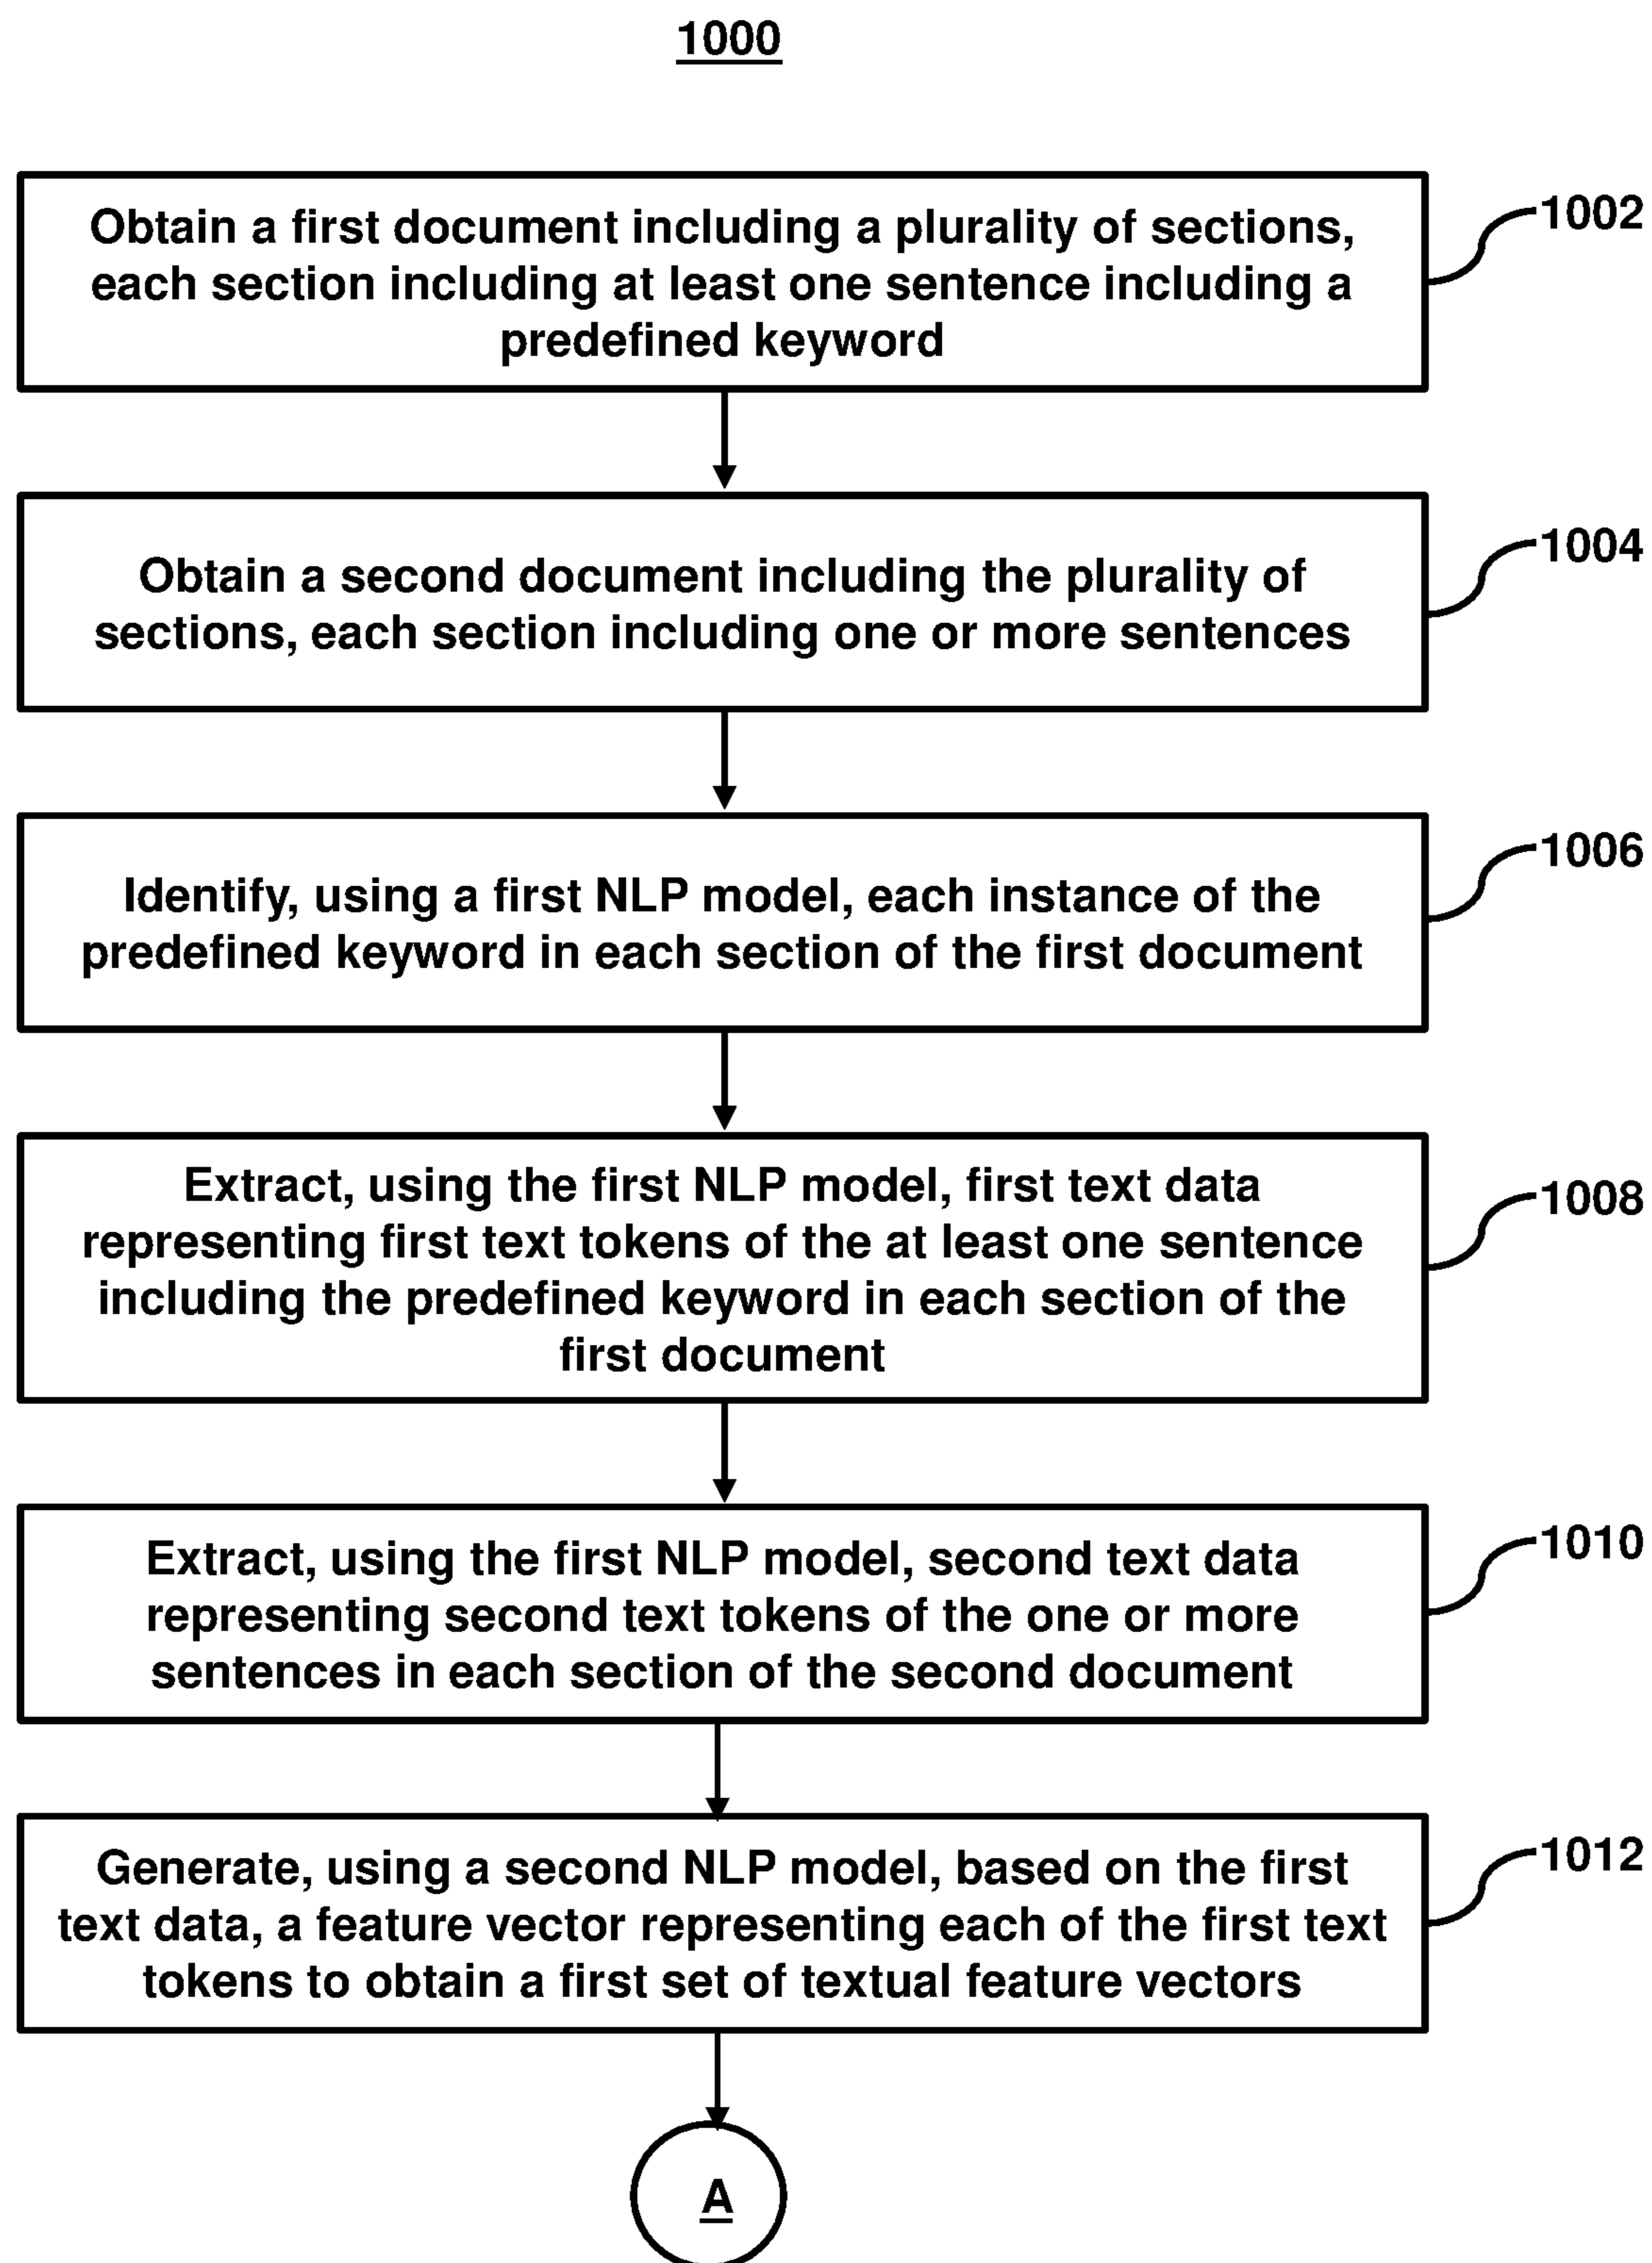 1000
Obtain a first document including a plurality of sections,
each section including at least one sentence including a
predefined keyword
1002
Obtain a second document including the plurality of
sections, each section including one or more sentences
1004
Identify, using a first NLP model, each instance of the
predefined keyword in each section of the first document
1006
Extract, using the first NLP model, first text data
representing first text tokens of the at least one sentence
including the predefined keyword in each section of the
first document
1008
Extract, using the first NLP model, second text data
representing second text tokens of the one or more
sentences in each section of the second document
1010
Generate, using a second NLP model, based on the first
text data, a feature vector representing each of the first text
tokens to obtain a first set of textual feature vectors
1012
A